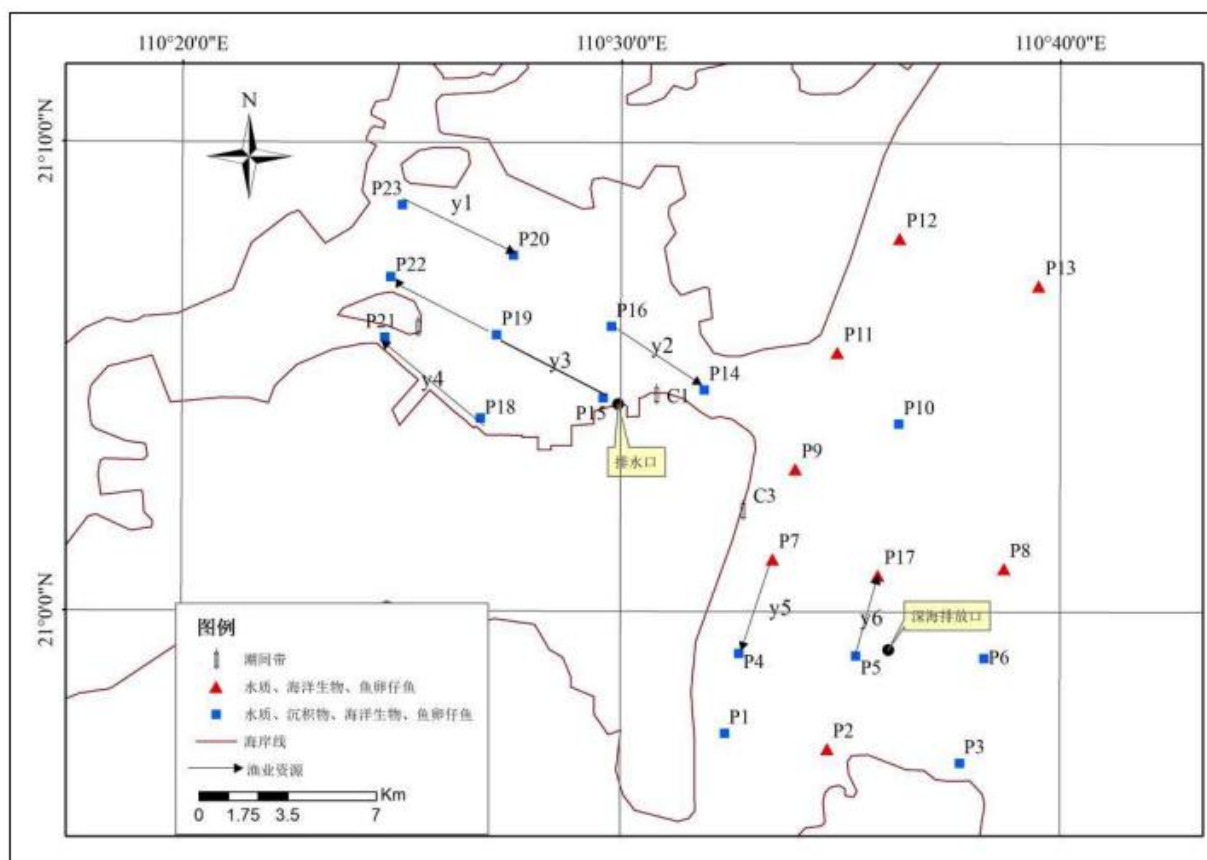 110°20'0"E
110°30'0"E
110°40'0"E
N
21°10'0"N
P23
y1
P20
P12
P13
P22
P16
P19
P21
y2
P11
y3
P14
y4
C1
P15
P18
P10
排水口
P9
C3
P7
P17
P8
21°0'0"N
y5
y6
深海排放口
P4
P5
P6
P1
P2
P3
图例
潮间带
水质、海洋生物、鱼卵仔鱼
水质、沉积物、海洋生物、鱼卵仔鱼
海岸线
渔业资源
Km
0 1.75 3.5 7